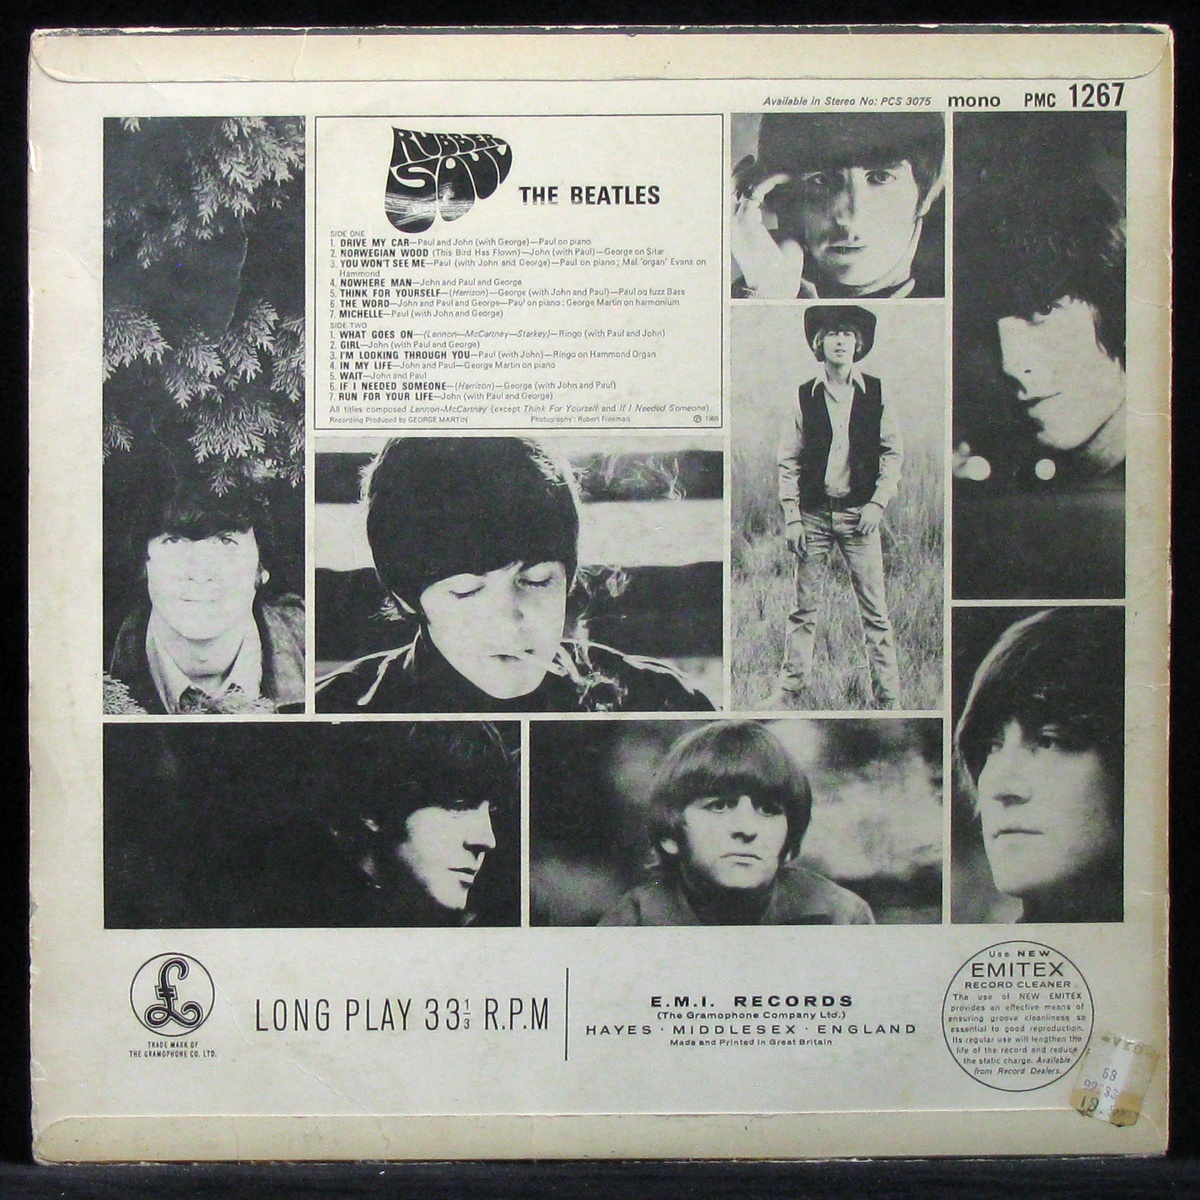 Available in Stereo No: PCS 3075 mono PMC 1267
RUBBER
SOUL
THE BEATLES
SIDE ONE
1. DRIVE MY CAR—Paul and John (with George)—Paul on piano
2. NORWEGIAN WOOD (This Bird Has Flown)—John (with Paul)—George on Sitar
3. YOU WON'T SEE ME—Paul (with John and George)—Paul on piano; Mal 'organ' Evans on
Hammond
4. NOWHERE MAN—John and Paul and George
5. THINK FOR YOURSELF—(Harrison)—George (with John and Paul)—Paul on fuzz Bass
6. THE WORD—John and Paul and George—Paul on piano; George Martin on harmonium
7. MICHELLE—Paul (with John and George)
SIDE TWO
1. WHAT GOES ON—(Lennon—McCartney—Starkey)—Ringo (with Paul and John)
2. GIRL—John (with Paul and George)
3. I'M LOOKING THROUGH YOU—Paul (with John)—Ringo on Hammond Organ
4. IN MY LIFE—John and Paul—George Martin on piano
5. WAIT—John and Paul
6. IF I NEEDED SOMEONE—(Harrison)—George (with John and Paul)
7. RUN FOR YOUR LIFE—John (with Paul and George)
All titles composed Lennon-McCartney (except Think For Yourself and If I Needed Someone).
Recording Produced by GEORGE MARTIN Photography: Robert Freeman ℗ 1965
£
TRADE MARK OF
THE GRAMOPHONE CO. LTD.
LONG PLAY 33⅓ R.P.M
E.M.I. RECORDS
(The Gramophone Company Ltd.)
HAYES · MIDDLESEX · ENGLAND
Made and Printed in Great Britain
Use NEW
EMITEX
RECORD CLEANER
The use of NEW EMITEX
provides an effective means of
ensuring groove cleanliness so
essential to good reproduction.
Its regular use will lengthen the
life of the record and reduce
the static charge. Available
from Record Dealers.